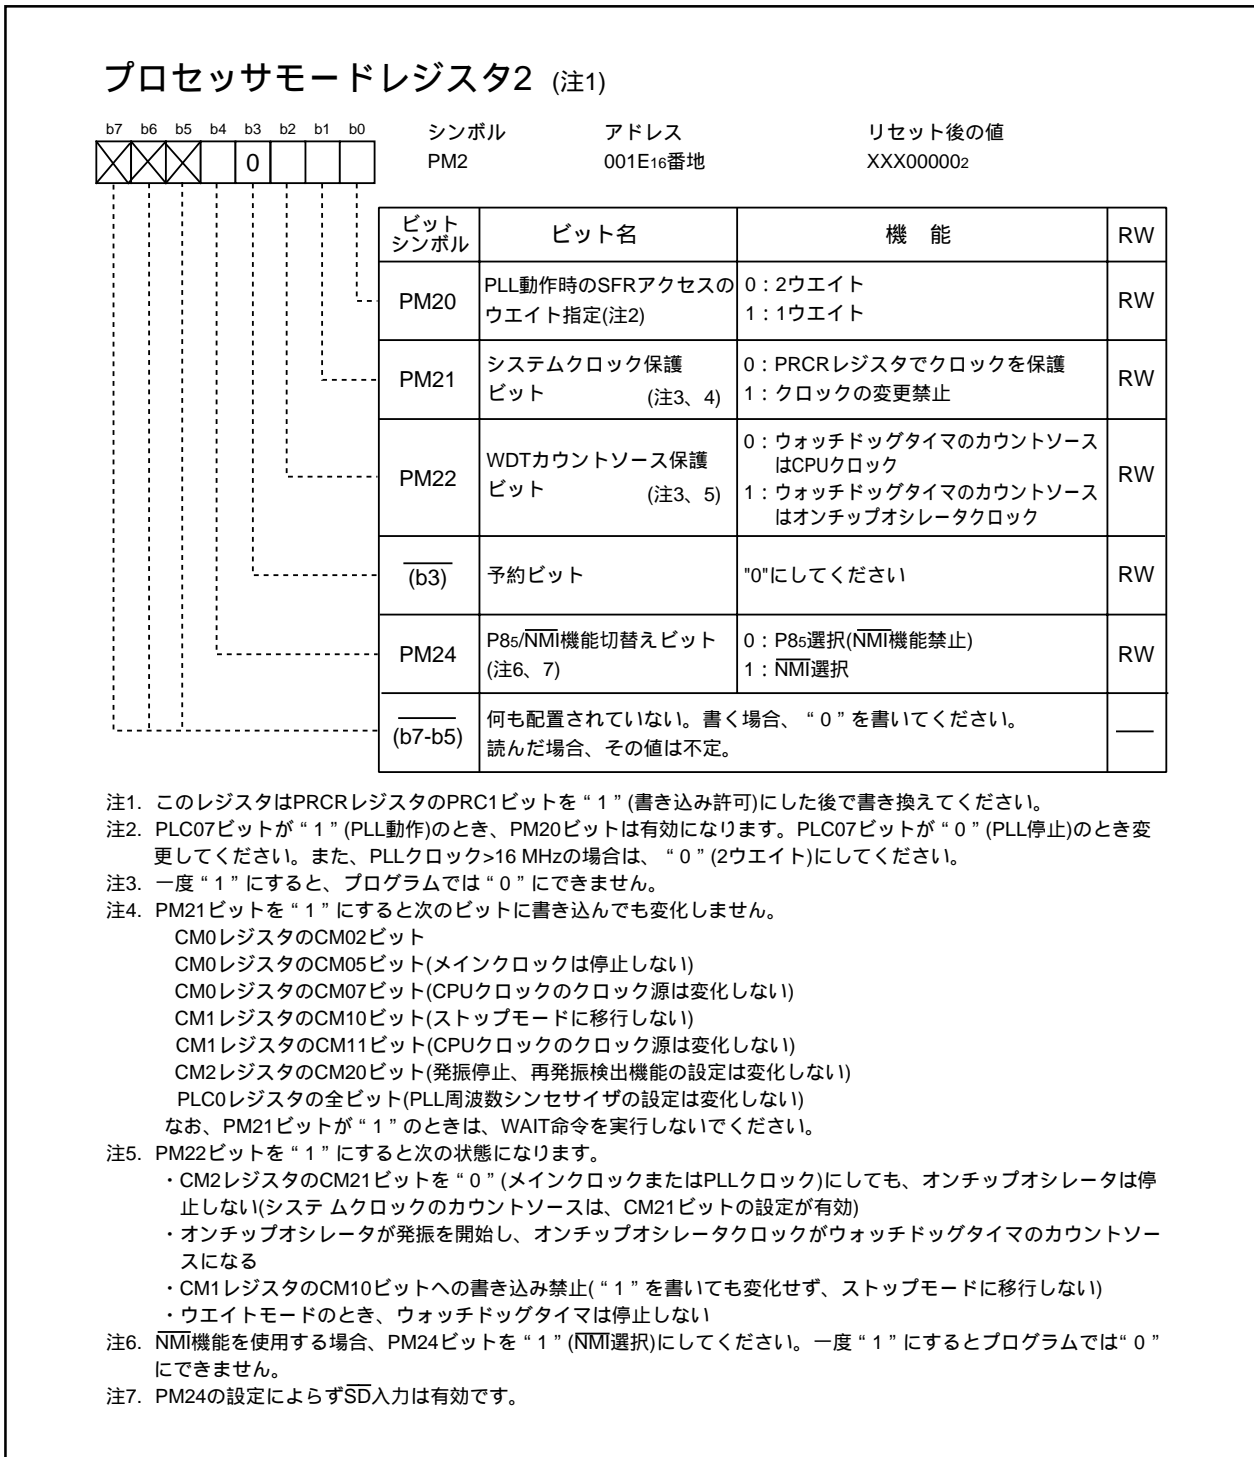 プロセッサモードレジスタ2 (注1)
b7 b6 b5 b4 b3 b2 b1 b0
シンボル アドレス リセット後の値
0
PM2 001E16番地 XXX000002
ビットシンボル ビット名 機 能 RW
PM20 PLL動作時のSFRアクセスの 0：2ウエイト RW
ウエイト指定(注2) 1：1ウエイト
PM21 システムクロック保護 0：PRCRレジスタでクロックを保護 RW
ビット (注3、4) 1：クロックの変更禁止
PM22 WDTカウントソース保護 0：ウォッチドッグタイマのカウントソース RW
ビット (注3、5) はCPUクロック
1：ウォッチドッグタイマのカウントソース
はオンチップオシレータクロック
(b3) 予約ビット "0"にしてください RW
PM24 P85/NMI機能切替えビット 0：P85選択(NMI機能禁止) RW
(注6、7) 1：NMI選択
(b7-b5) 何も配置されていない。書く場合、“0”を書いてください。 —
読んだ場合、その値は不定。
注1. このレジスタはPRCRレジスタのPRC1ビットを“1”(書き込み許可)にした後で書き換えてください。
注2. PLC07ビットが“1”(PLL動作)のとき、PM20ビットは有効になります。PLC07ビットが“0”(PLL停止)のとき変
更してください。また、PLLクロック>16 MHzの場合は、“0”(2ウエイト)にしてください。
注3. 一度“1”にすると、プログラムでは“0”にできません。
注4. PM21ビットを“1”にすると次のビットに書き込んでも変化しません。
CM0レジスタのCM02ビット
CM0レジスタのCM05ビット(メインクロックは停止しない)
CM0レジスタのCM07ビット(CPUクロックのクロック源は変化しない)
CM1レジスタのCM10ビット(ストップモードに移行しない)
CM1レジスタのCM11ビット(CPUクロックのクロック源は変化しない)
CM2レジスタのCM20ビット(発振停止、再発振検出機能の設定は変化しない)
PLC0レジスタの全ビット(PLL周波数シンセサイザの設定は変化しない)
なお、PM21ビットが“1”のときは、WAIT命令を実行しないでください。
注5. PM22ビットを“1”にすると次の状態になります。
・CM2レジスタのCM21ビットを“0”(メインクロックまたはPLLクロック)にしても、オンチップオシレータは停
止しない(システ ムクロックのカウントソースは、CM21ビットの設定が有効)
・オンチップオシレータが発振を開始し、オンチップオシレータクロックがウォッチドッグタイマのカウントソー
スになる
・CM1レジスタのCM10ビットへの書き込み禁止(“1”を書いても変化せず、ストップモードに移行しない)
・ウエイトモードのとき、ウォッチドッグタイマは停止しない
注6. NMI機能を使用する場合、PM24ビットを“1”(NMI選択)にしてください。一度“1”にするとプログラムでは“0”
にできません。
注7. PM24の設定によらずSD入力は有効です。